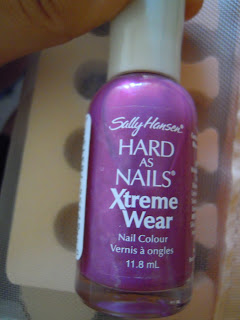 Sally Hansen®
HARD
AS
NAILS®
Xtreme
Wear
Nail Colour
Vernis à ongles
11.8 mL